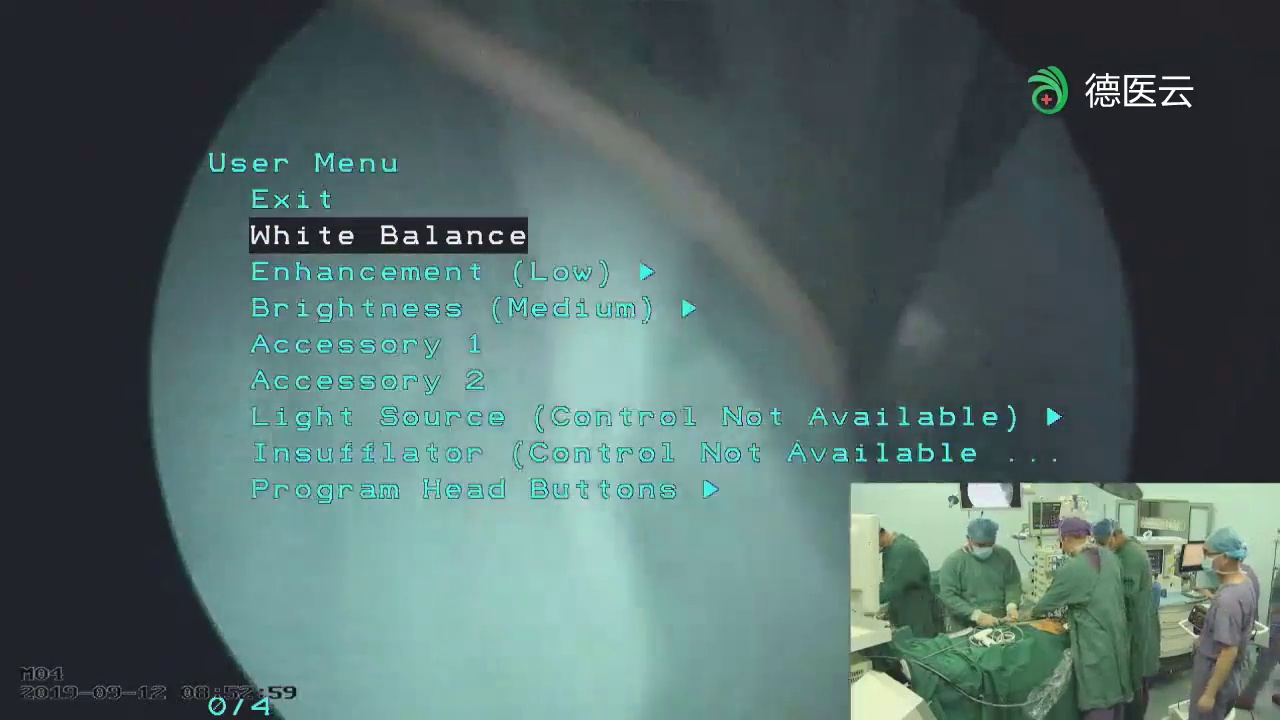 德医云
User Menu
Exit
White Balance
Enhancement (Low) ▶
Brightness (Medium) ▶
Accessory 1
Accessory 2
Light Source (Control Not Available) ▶
Insufflator (Control Not Available ...
Program Head Buttons ▶
M04
2019-09-12 08:52:59
0/4